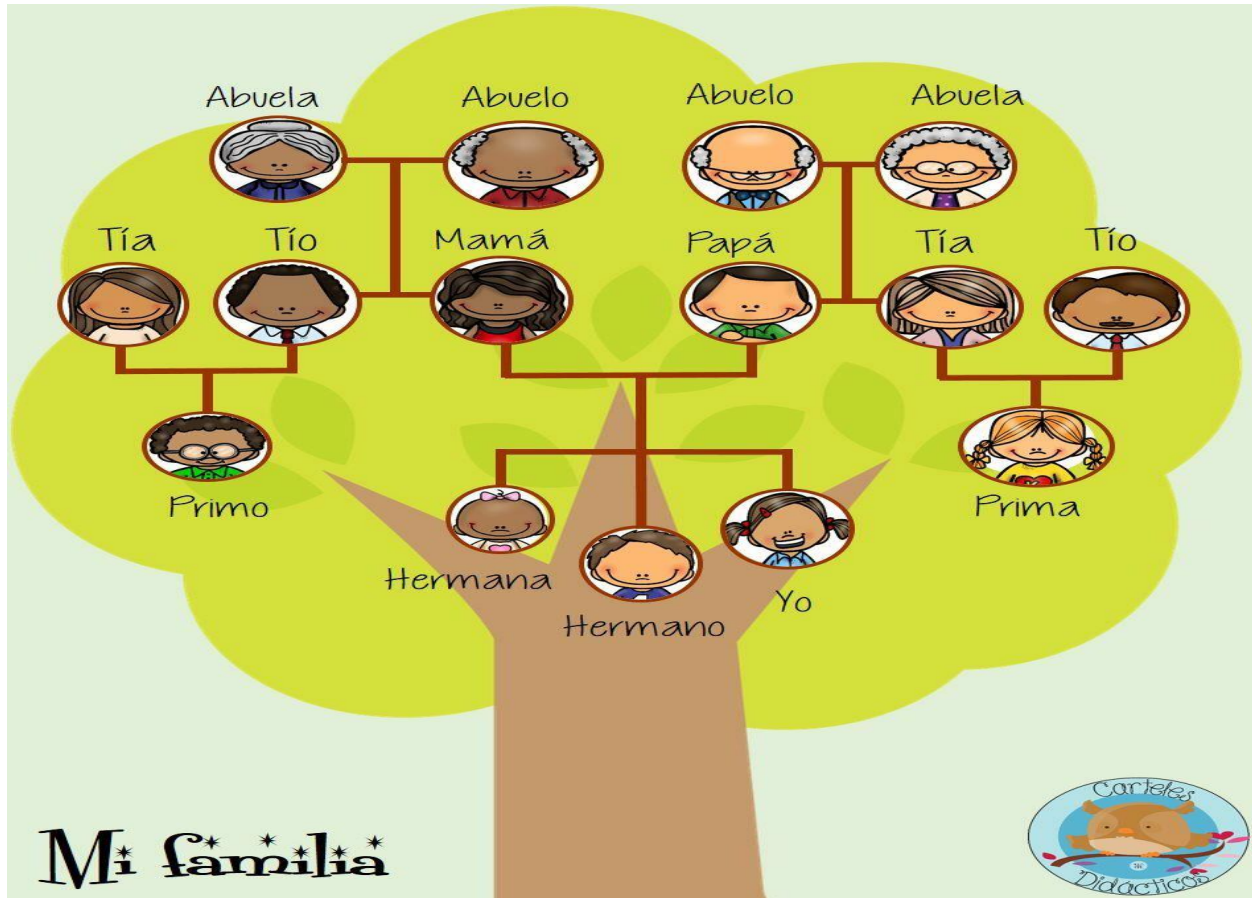 Abuela Abuelo Abuelo Abuela
Tía Tío Mamá Papá Tía Tío
Primo Prima
Hermana
Hermano
Yo
Mi familia
Carteles
Didácticos